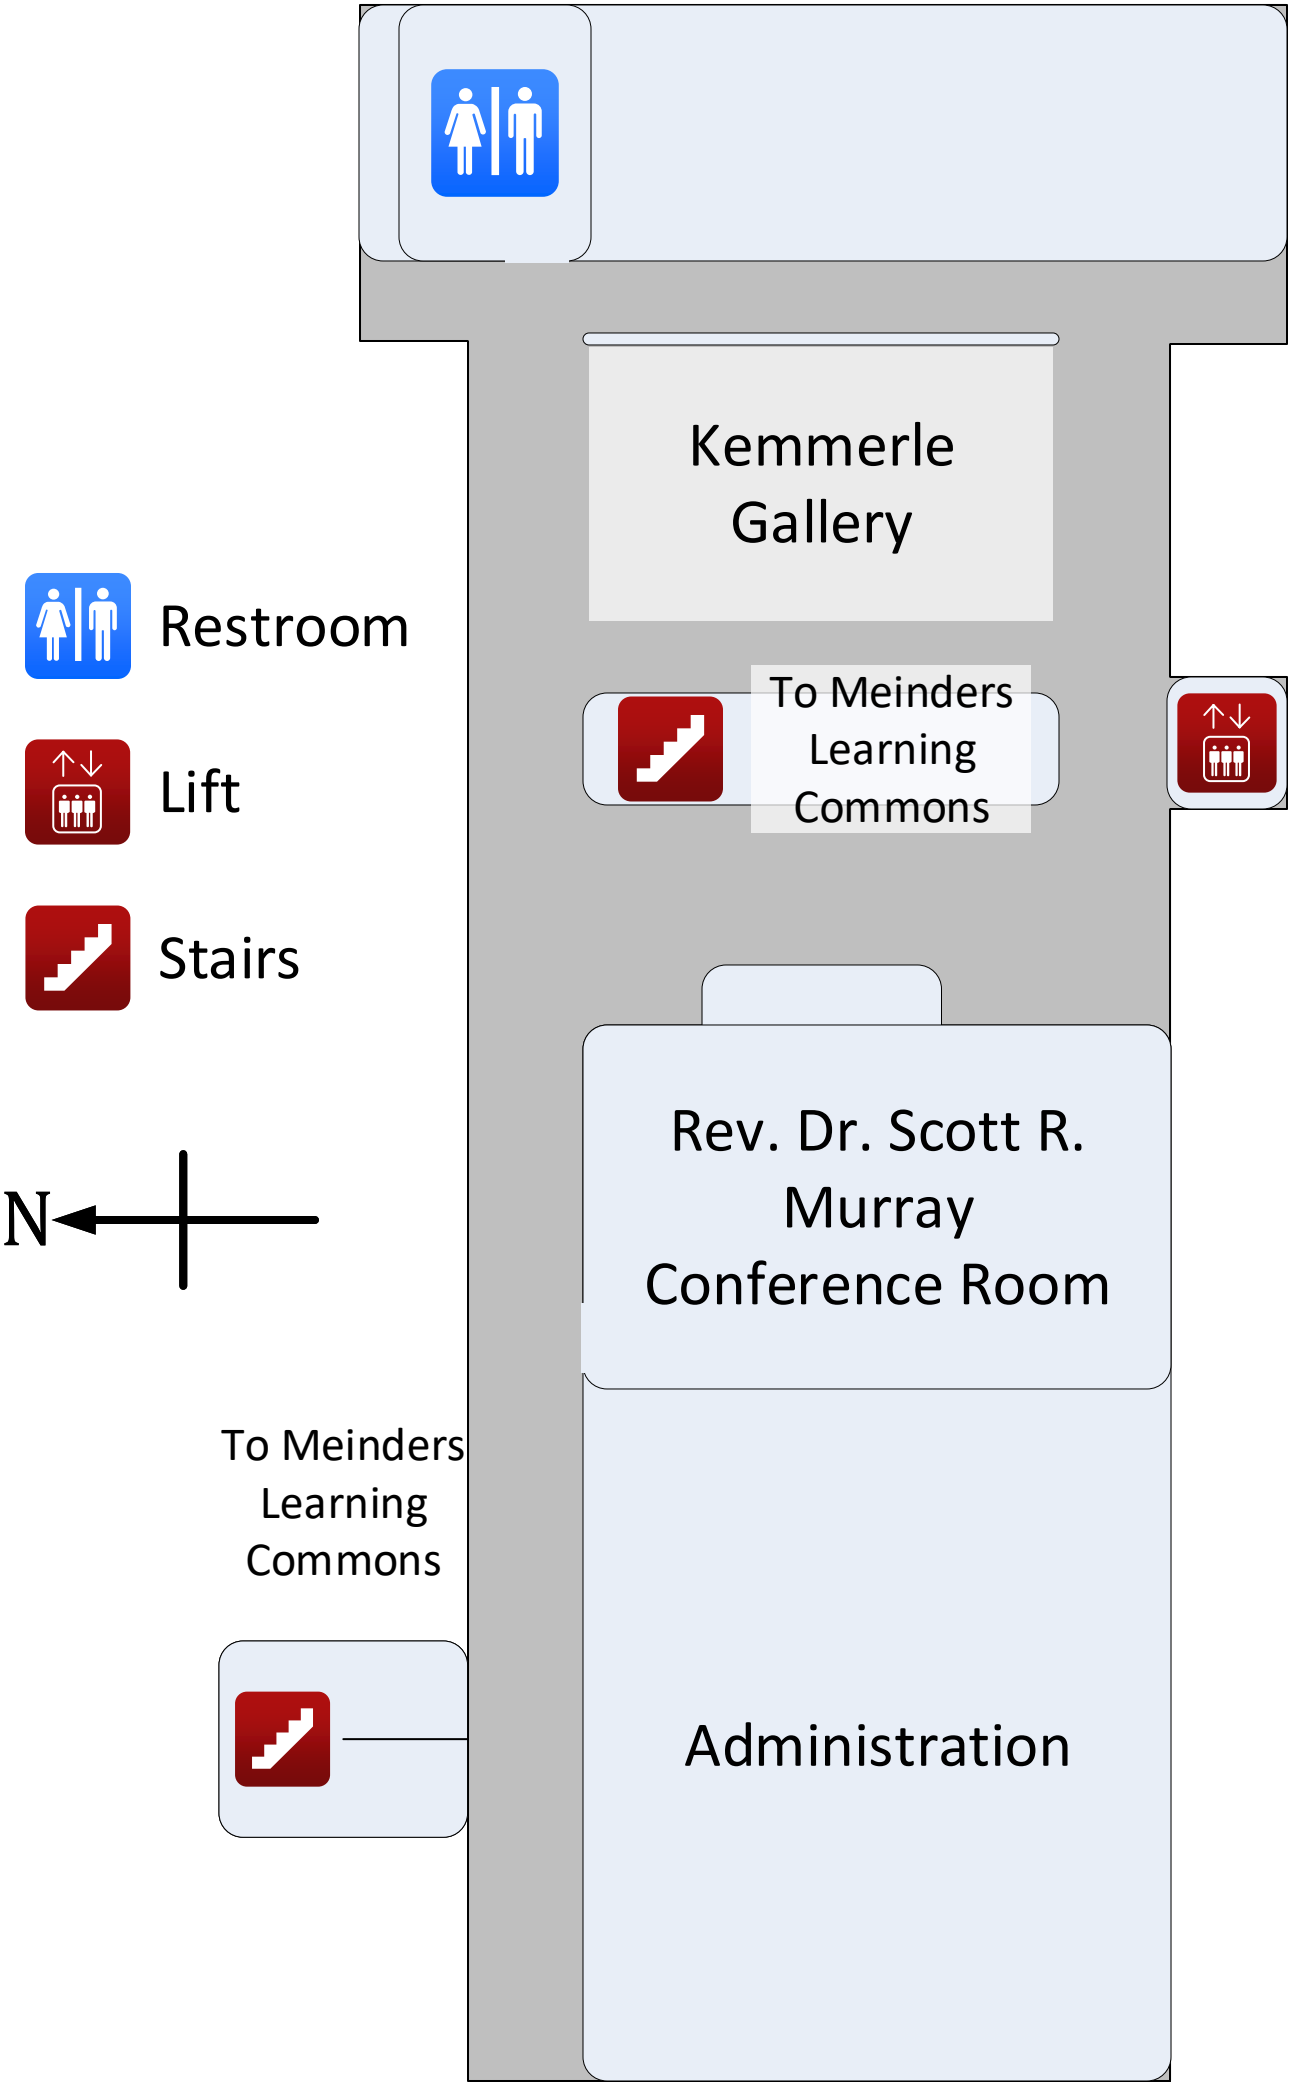 Kemmerle
Gallery
Restroom
Lift
Stairs
To Meinders
Learning
Commons
Rev. Dr. Scott R.
Murray
Conference Room
N
To Meinders
Learning
Commons
Administration